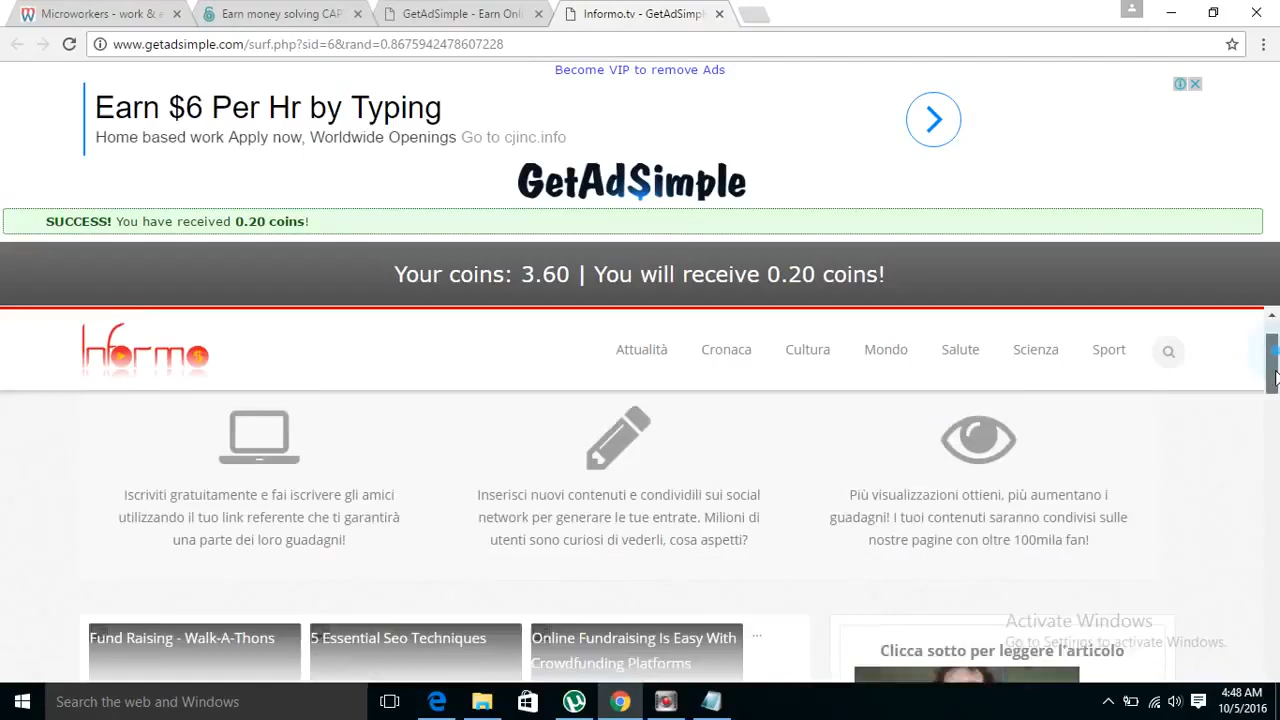 Microworkers - work & e
Earn money solving CAP
GetAdSimple - Earn Onli
Informo.tv - GetAdSimpl
www.getadsimple.com/surf.php?sid=6&rand=0.8675942478607228
Become VIP to remove Ads
Earn $6 Per Hr by Typing
Home based work Apply now, Worldwide Openings Go to cjinc.info
GetAdSimple
SUCCESS! You have received 0.20 coins!
Your coins: 3.60 | You will receive 0.20 coins!
Informo
Attualità
Cronaca
Cultura
Mondo
Salute
Scienza
Sport
Iscriviti gratuitamente e fai iscrivere gli amici
utilizzando il tuo link referente che ti garantirà
una parte dei loro guadagni!
Inserisci nuovi contenuti e condividili sui social
network per generare le tue entrate. Milioni di
utenti sono curiosi di vederli, cosa aspetti?
Più visualizzazioni ottieni, più aumentano i
guadagni! I tuoi contenuti saranno condivisi sulle
nostre pagine con oltre 100mila fan!
Fund Raising - Walk-A-Thons
5 Essential Seo Techniques
Online Fundraising Is Easy With
Crowdfunding Platforms
...
Activate Windows
Go to Settings to activate Windows.
Clicca sotto per leggere l'articolo
Search the web and Windows
4:48 AM
10/5/2016